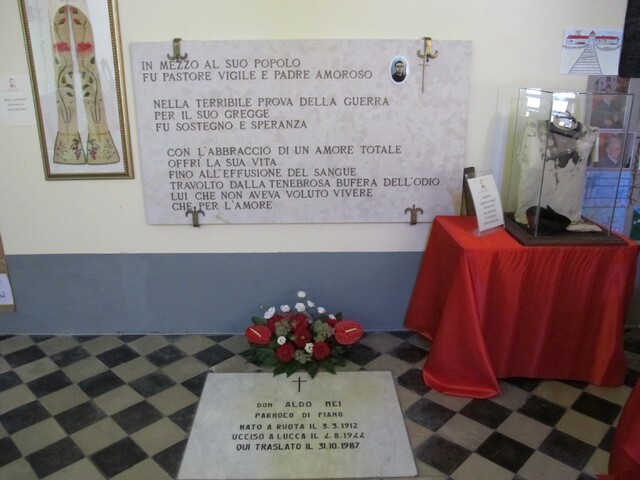 IN MEZZO AL SUO POPOLO
FU PASTORE VIGILE E PADRE AMOROSO
NELLA TERRIBILE PROVA DELLA GUERRA
PER IL SUO GREGGE
FU SOSTEGNO E SPERANZA
CON L'ABBRACCIO DI UN AMORE TOTALE
OFFRÌ LA SUA VITA
FINO ALL'EFFUSIONE DEL SANGUE
TRAVOLTO DALLA TENEBROSA BUFERA DELL'ODIO
LUI CHE NON AVEVA VOLUTO VIVERE
CHE PER L'AMORE
DON ALDO MEI
PARROCO DI FIANO
NATO A RUOTA IL 3.3.1912
UCCISO A LUCCA IL 4.8.1944
QUI TRASLATO IL 31.10.1987